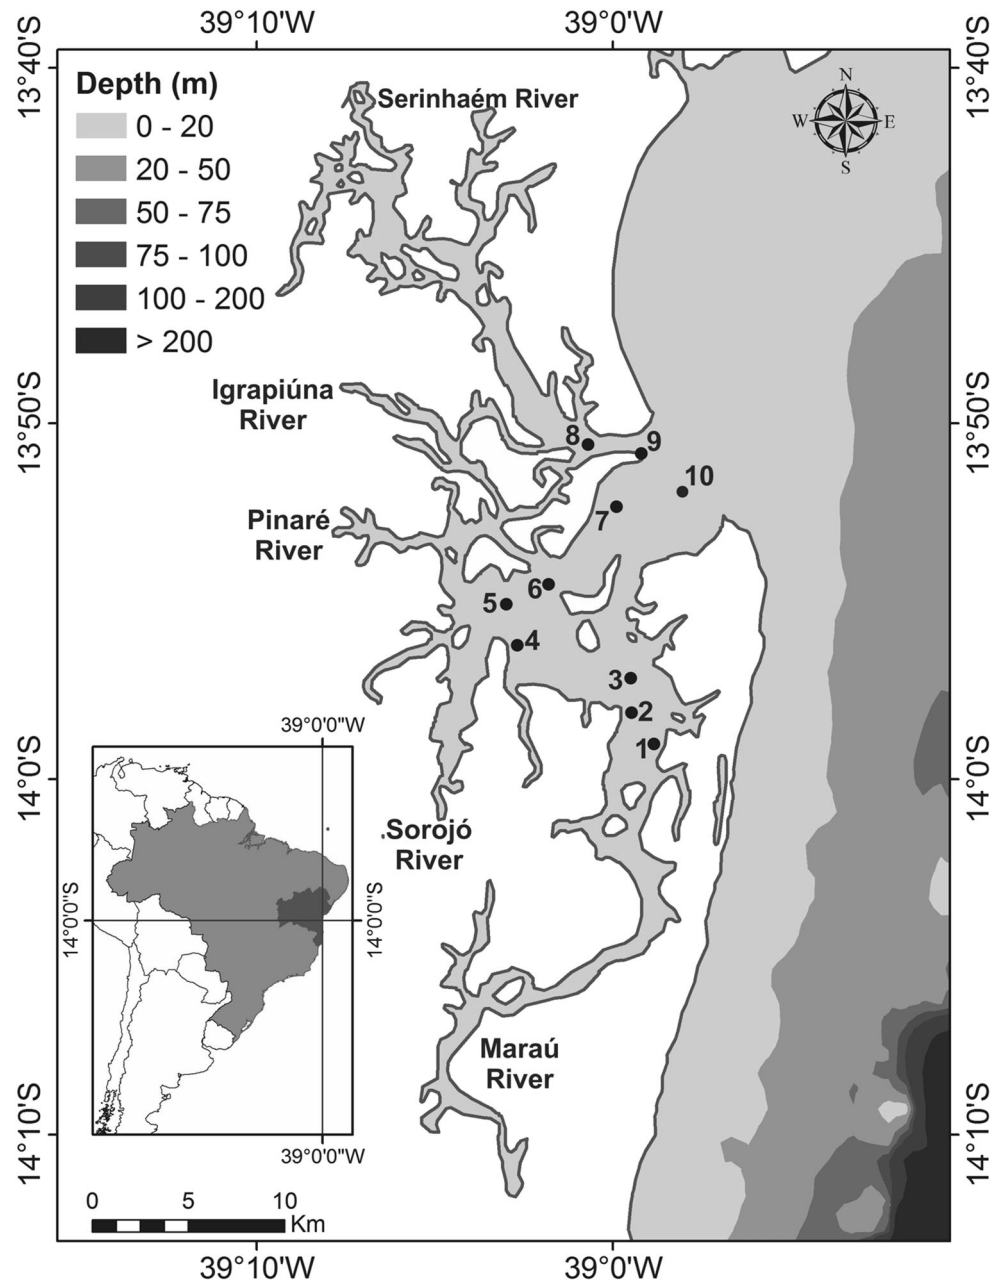 39°10'W
39°0'W
13°40'S
13°40'S
Depth (m)
0 - 20
20 - 50
50 - 75
75 - 100
100 - 200
> 200
Serinhaém River
N
W
E
S
Igrapiúna
River
13°50'S
13°50'S
8
9
10
7
Pinaré
River
6
5
4
3
2
1
39°0'0"W
14°0'S
14°0'S
.Sorojó
River
14°0'0"S
14°0'0"S
Maraú
River
39°0'0"W
14°10'S
14°10'S
0
5
10
Km
39°10'W
39°0'W